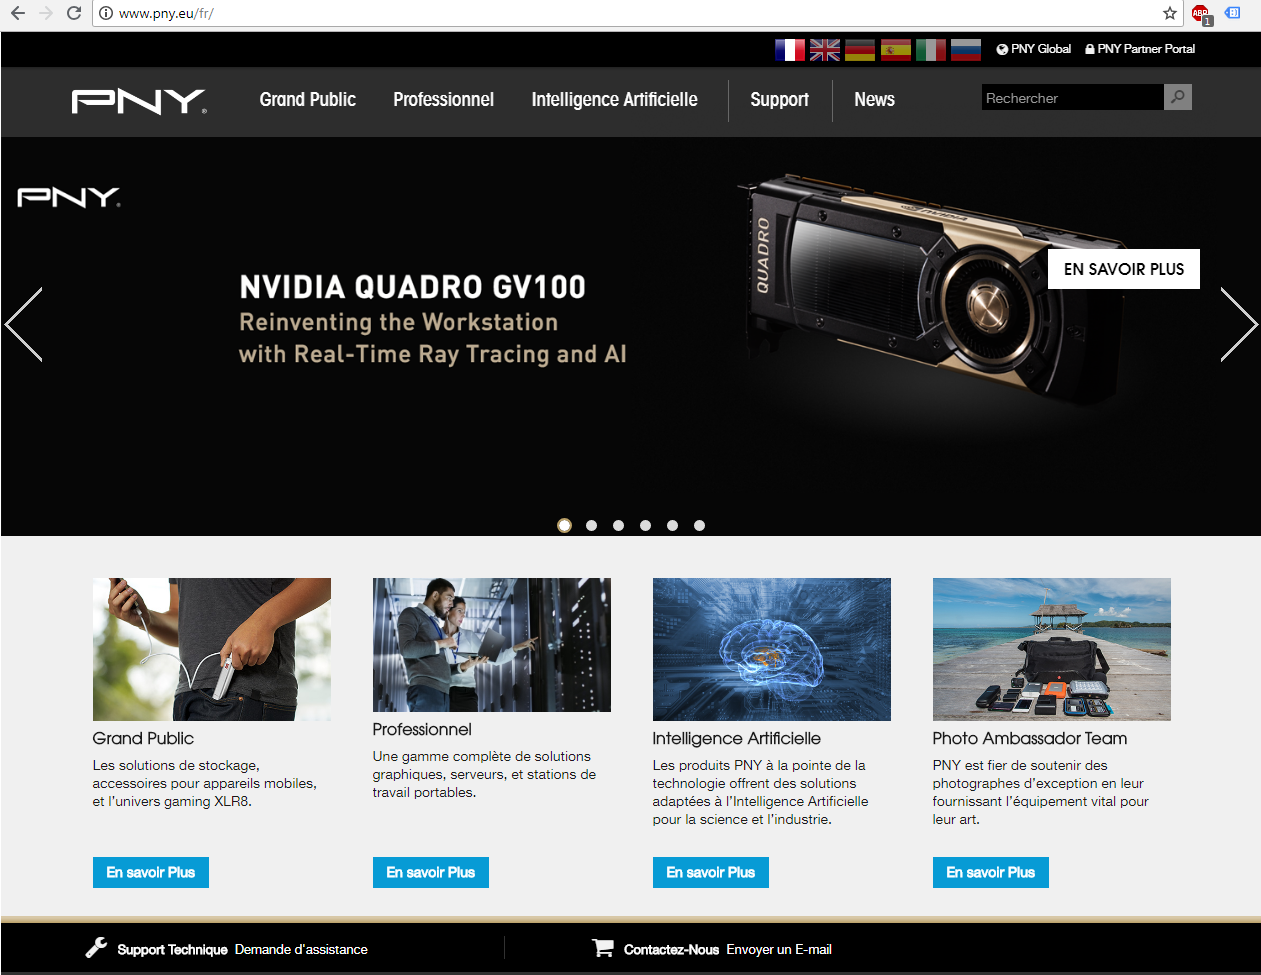 www.pny.eu/fr/
ABP
1
PNY Global
PNY Partner Portal
PNY
Grand Public
Professionnel
Intelligence Artificielle
Support
News
Rechercher
PNY
QUADRO
NVIDIA
EN SAVOIR PLUS
NVIDIA QUADRO GV100
Reinventing the Workstation
with Real-Time Ray Tracing and AI
Grand Public
Les solutions de stockage,
accessoires pour appareils mobiles,
et l'univers gaming XLR8.
En savoir Plus
Professionnel
Une gamme complète de solutions
graphiques, serveurs, et stations de
travail portables.
En savoir Plus
Intelligence Artificielle
Les produits PNY à la pointe de la
technologie offrent des solutions
adaptées à l'Intelligence Artificielle
pour la science et l'industrie.
En savoir Plus
Photo Ambassador Team
PNY est fier de soutenir des
photographes d'exception en leur
fournissant l'équipement vital pour
leur art.
En savoir Plus
Support Technique Demande d'assistance
Contactez-Nous Envoyer un E-mail